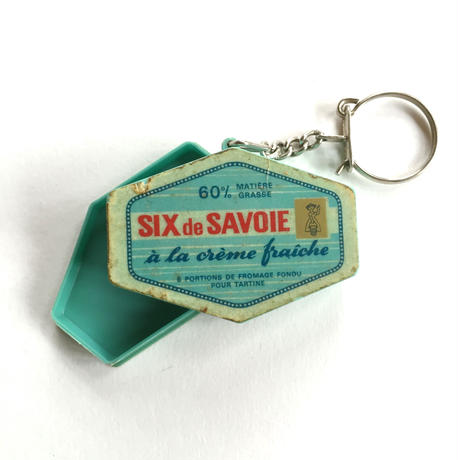 60% MATIÈRE
GRASSE
SIX de SAVOIE
à la crème fraîche
6 PORTIONS DE FROMAGE FONDU
POUR TARTINE